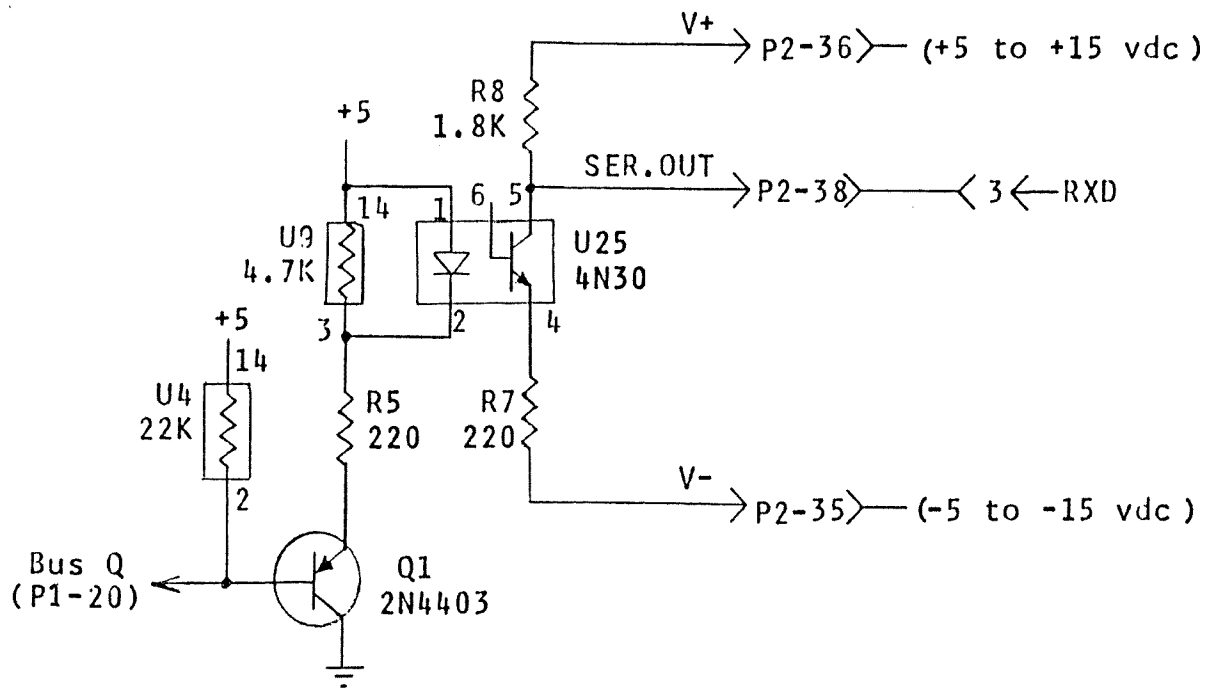 V+
P2-36 (+5 to +15 vdc )
R8
1.8K
+5
SER.OUT
P2-38
3
RXD
14
1
6
5
U9
4.7K
U25
4N30
3
2
4
+5
14
U4
22K
R5
220
R7
220
2
V-
P2-35 (-5 to -15 vdc )
Bus Q
(P1-20)
Q1
2N4403